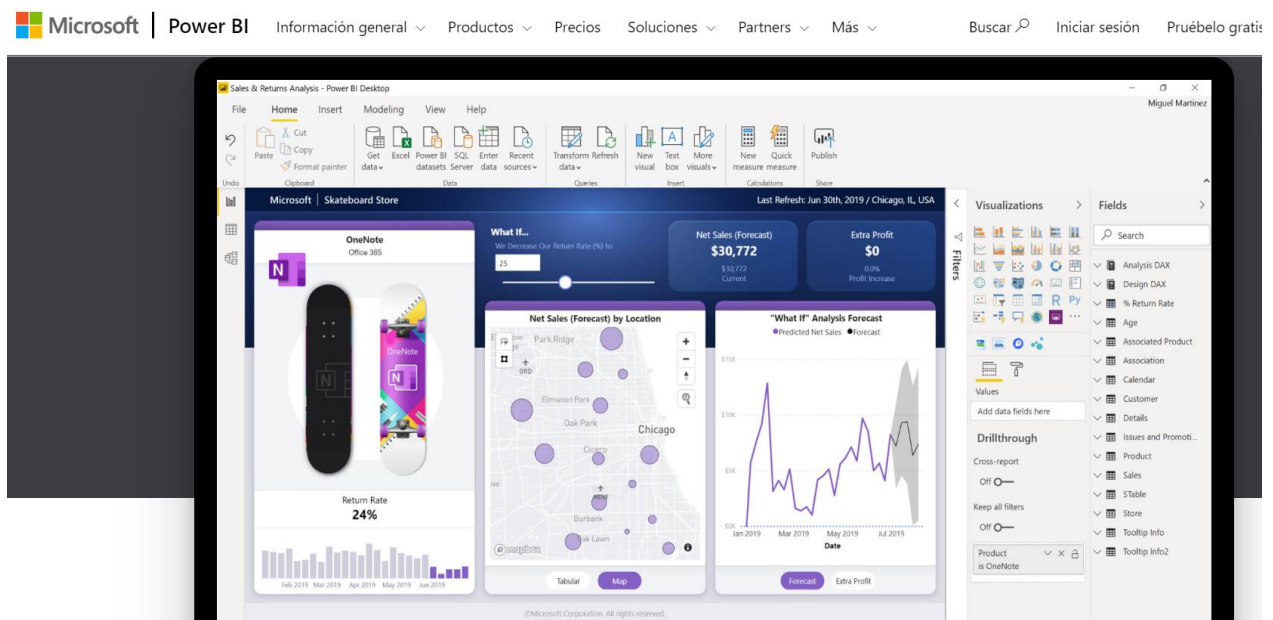 Microsoft | Power BI Información general Productos Precios Soluciones Partners Más Buscar Iniciar sesión Pruébelo gratis
Sales & Returns Analysis - Power BI Desktop
Miguel Martinez
File Home Insert Modeling View Help
Cut
Copy
Format painter
Paste
Get data
Excel
Power BI datasets
SQL Server
Enter data
Recent sources
Transform data
Refresh
New visual
Text box
More visuals
New measure
Quick measure
Publish
Undo Clipboard Data Queries Insert Calculations Share
Microsoft | Skateboard Store
Last Refresh: Jun 30th, 2019 / Chicago, IL, USA
OneNote
Office 365
N
OneNote
N
N
Return Rate
24%
Feb 2019 Mar 2019 Apr 2019 May 2019 Jun 2019
What If...
We Decrease Our Return Rate (%) to:
25
Net Sales (Forecast)
$30,772
$30,772
Current
Extra Profit
$0
0.0%
Profit Increase
Net Sales (Forecast) by Location
Park Ridge
ORD
Elmwood Park
Oak Park
Chicago
Cicero
MDW
Burbank
Oak Lawn
mapbox
Tabular Map
"What If" Analysis Forecast
Predicted Net Sales Forecast
$15K
$10K
$5K
$0K
Jan 2019 Mar 2019 May 2019 Jul 2019
Date
Forecast Extra Profit
©Microsoft Corporation. All rights reserved.
Filters
Visualizations
R Py
Values
Add data fields here
Drillthrough
Cross-report
Off
Keep all filters
Off
Product
is OneNote
Fields
Search
Analysis DAX
Design DAX
% Return Rate
Age
Associated Product
Association
Calendar
Customer
Details
Issues and Promoti...
Product
Sales
STable
Store
Tooltip Info
Tooltip Info2